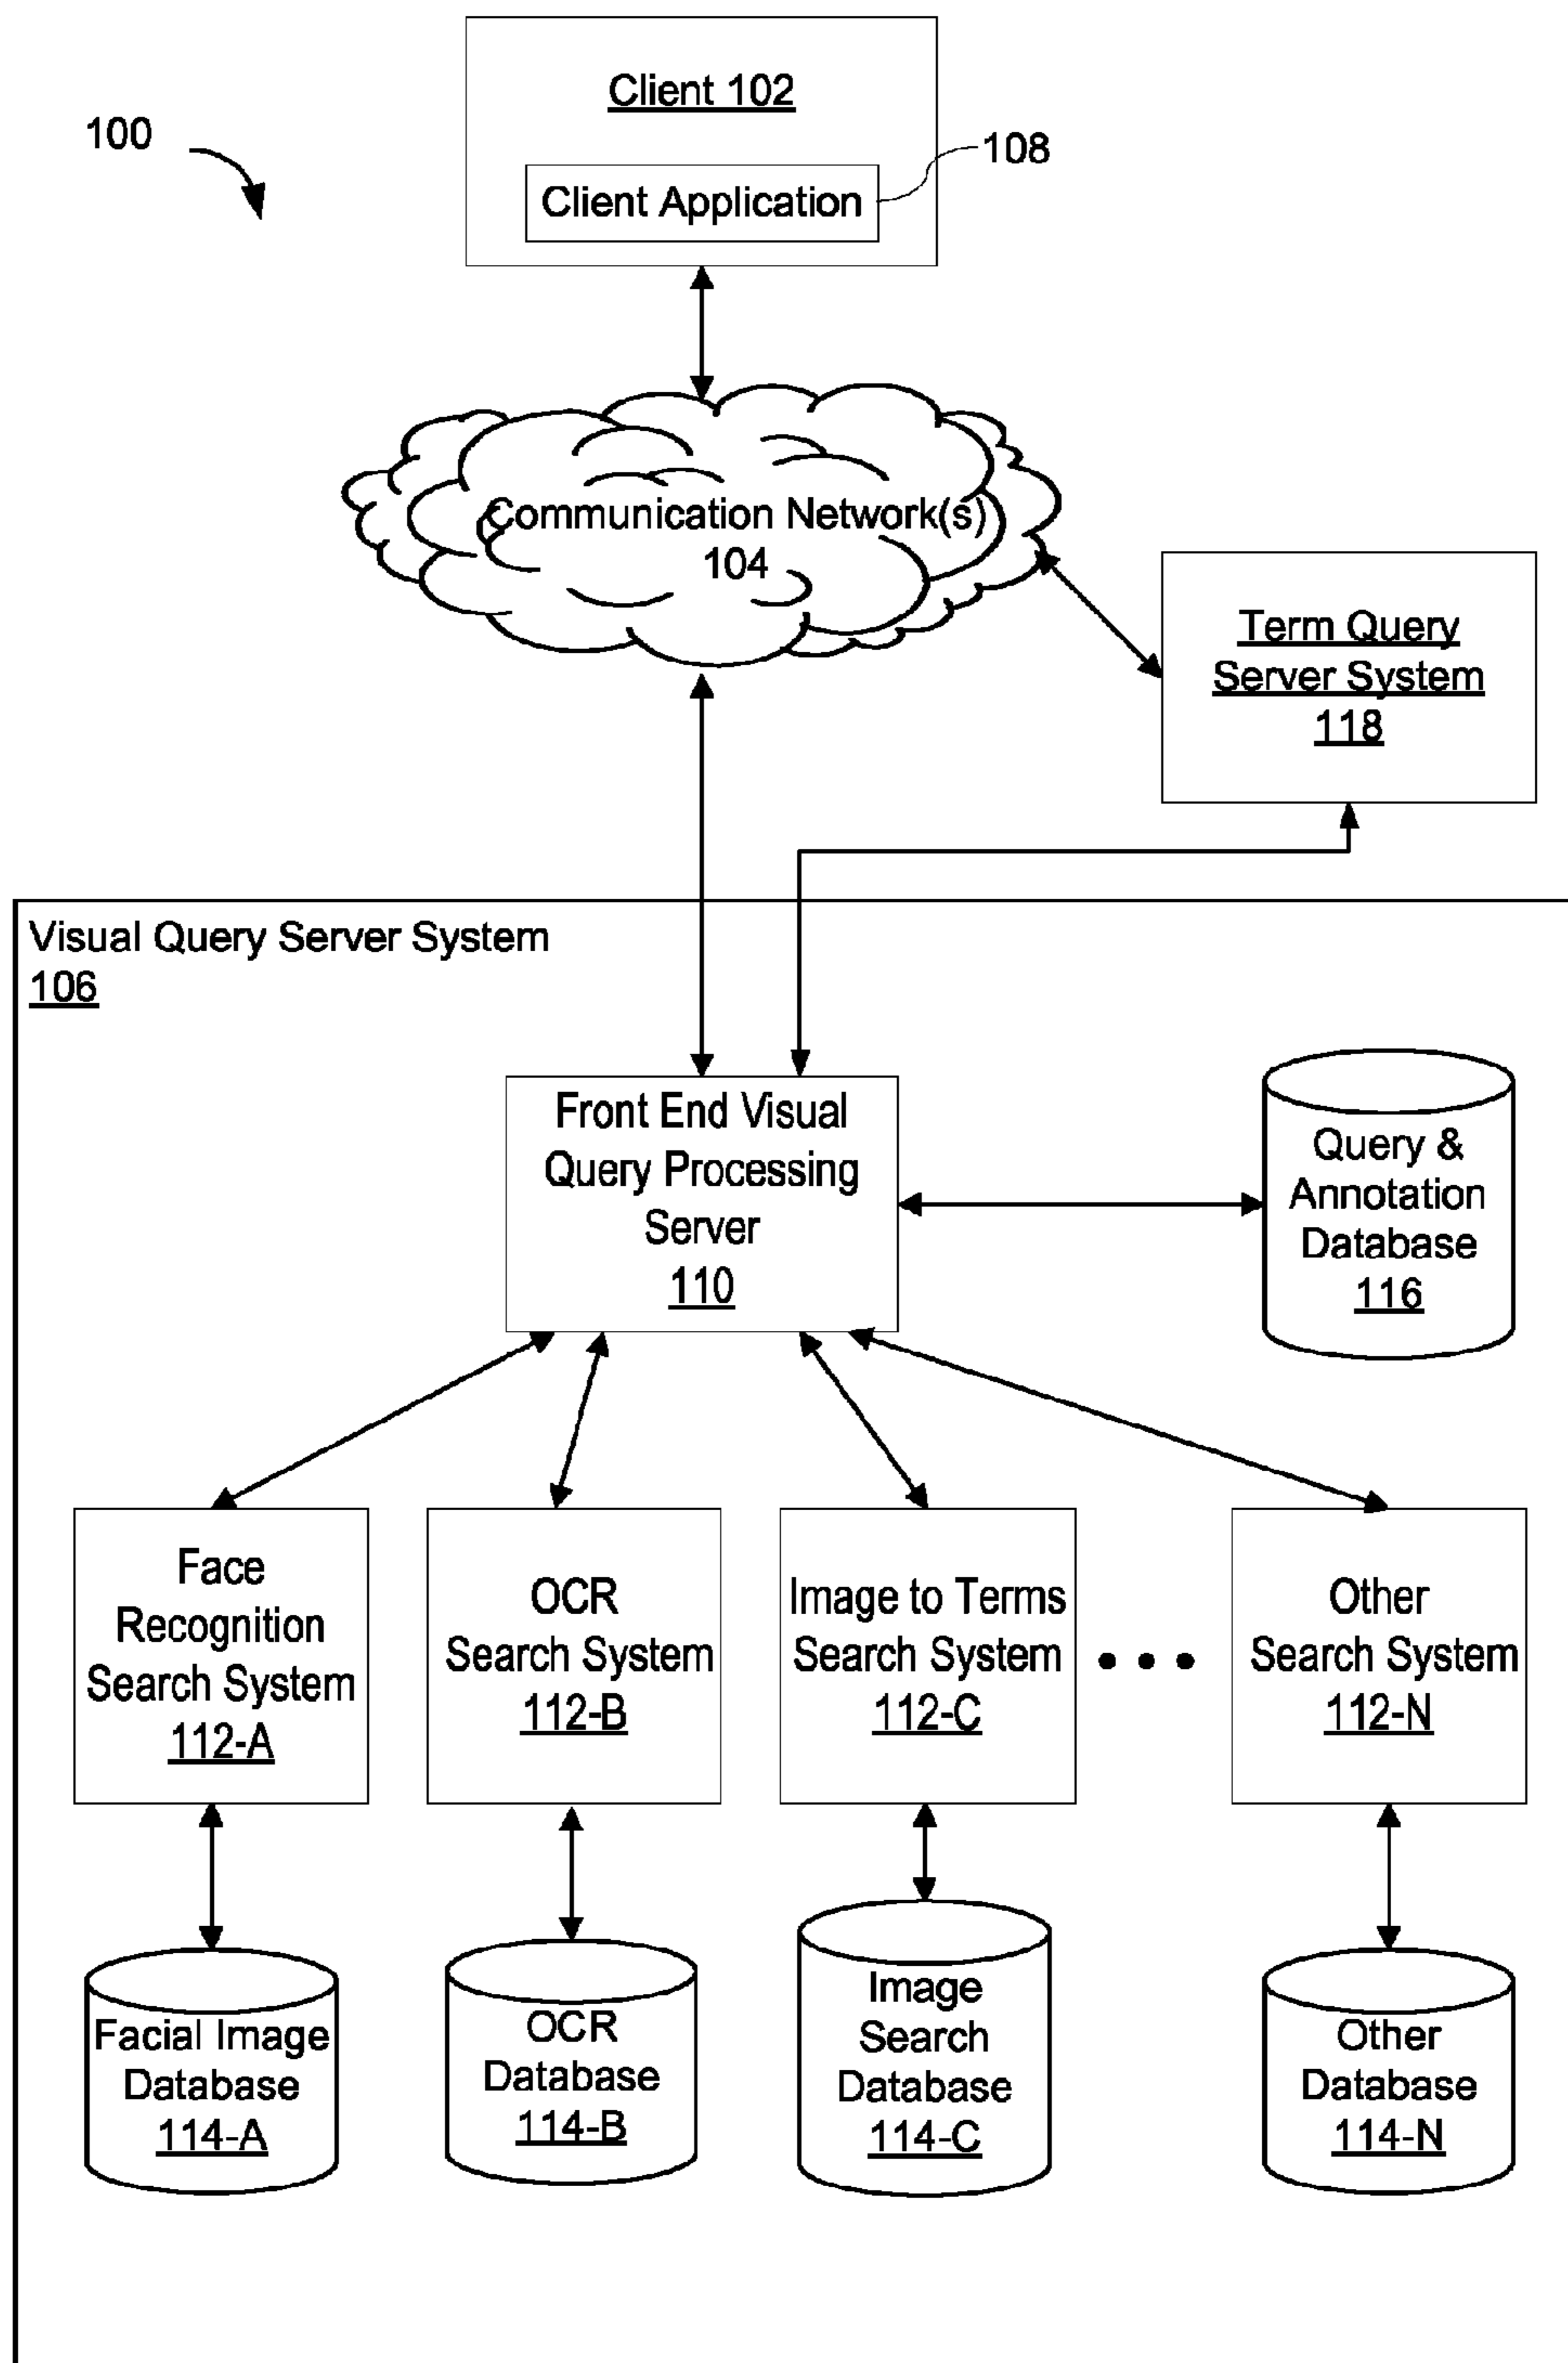 Client 102
100
108
Client Application
Communication Network(s)
104
Term Query
Server System
118
Visual Query Server System
106
Front End Visual
Query Processing
Server
110
Query &
Annotation
Database
116
Face
Recognition
Search System
112-A
OCR
Search System
112-B
Image to Terms
Search System
112-C
• • •
Other
Search System
112-N
Facial Image
Database
114-A
OCR
Database
114-B
Image
Search
Database
114-C
Other
Database
114-N